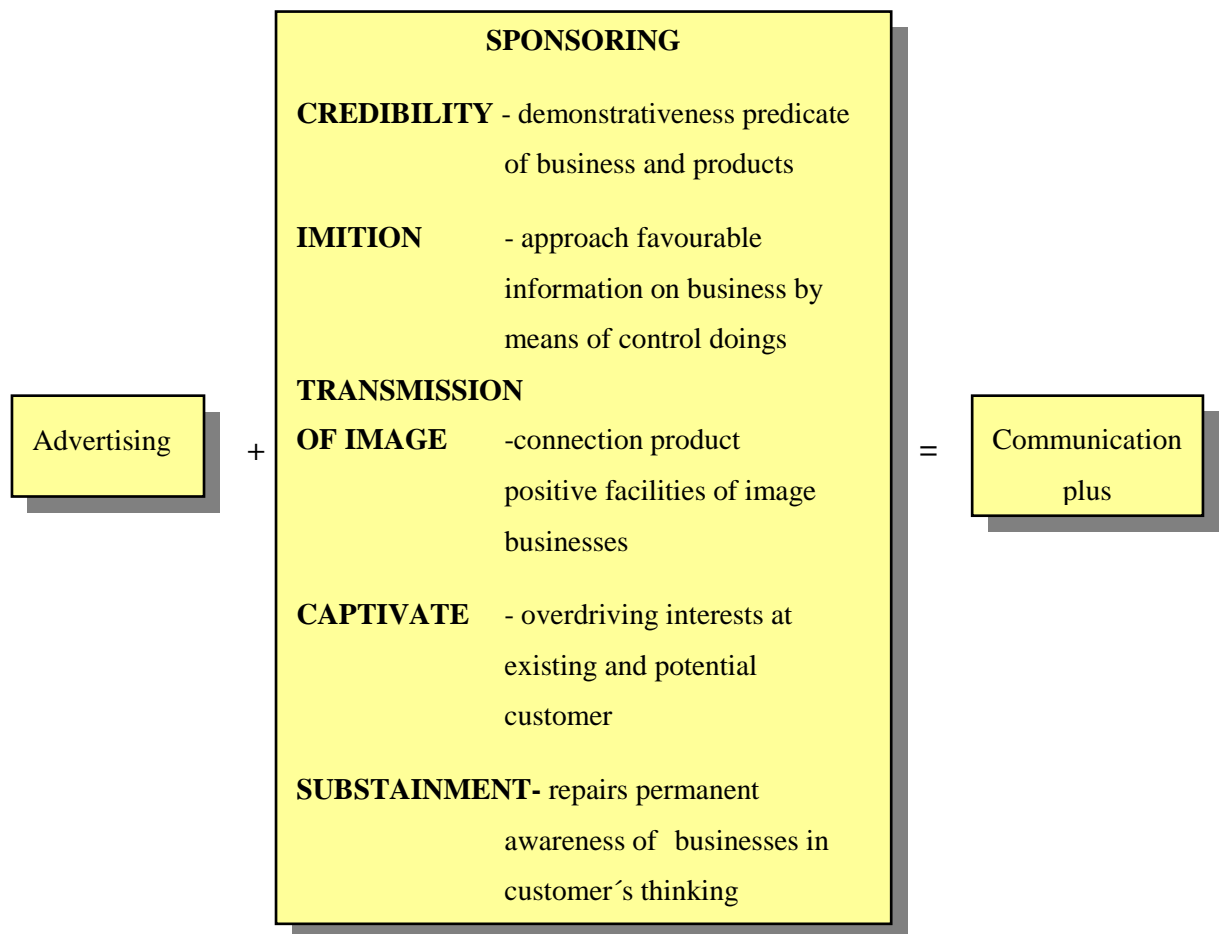 SPONSORING
CREDIBILITY - demonstrativeness predicate
of business and products
IMITION - approach favourable
information on business by
means of control doings
TRANSMISSION
OF IMAGE -connection product
positive facilities of image
businesses
CAPTIVATE - overdriving interests at
existing and potential
customer
SUBSTAINMENT- repairs permanent
awareness of businesses in
customer´s thinking
Advertising
+
=
Communication
plus